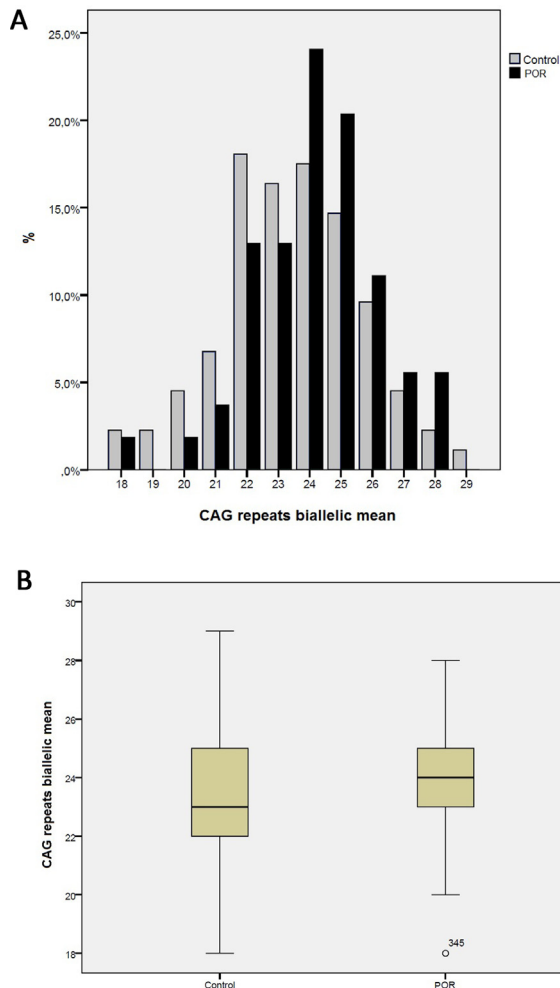 A
25,0%
20,0%
15,0%
10,0%
5,0%
,0%
%
18 19 20 21 22 23 24 25 26 27 28 29
CAG repeats biallelic mean
Control
POR
B
30
28
26
24
22
20
18
CAG repeats biallelic mean
345
Control POR